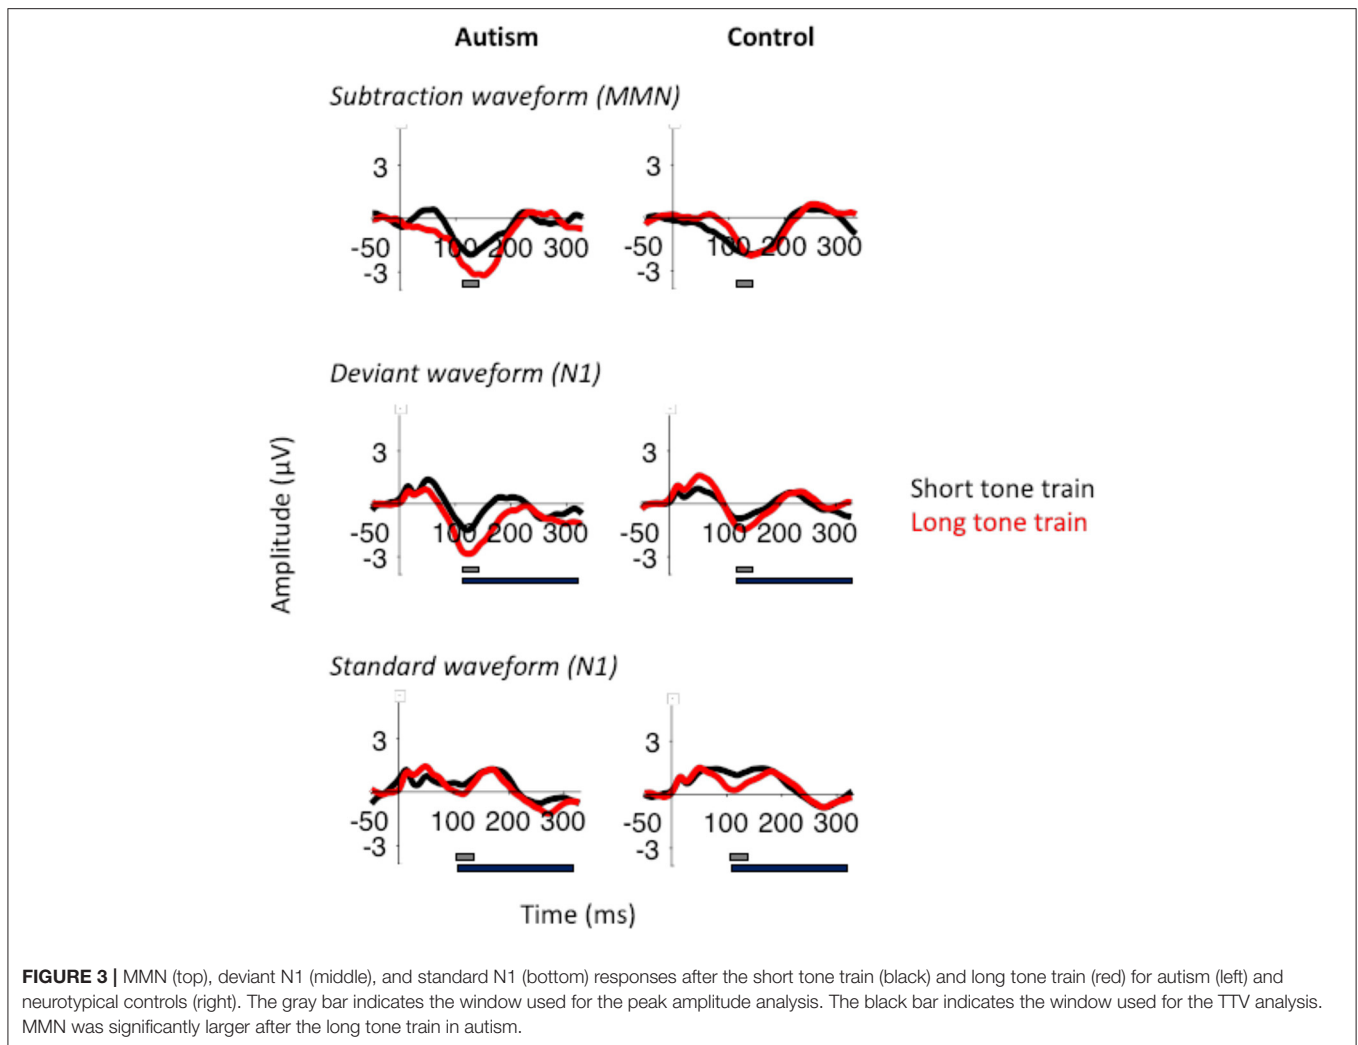 Autism Control
Subtraction waveform (MMN)
3 3
-50 100 200 300 -50 100 200 300
-3 -3
Deviant waveform (N1)
3 3
-50 100 200 300 -50 100 200 300
-3 -3
Amplitude (µV)
Short tone train
Long tone train
Standard waveform (N1)
3 3
-50 100 200 300 -50 100 200 300
-3 -3
Time (ms)
FIGURE 3 | MMN (top), deviant N1 (middle), and standard N1 (bottom) responses after the short tone train (black) and long tone train (red) for autism (left) and
neurotypical controls (right). The gray bar indicates the window used for the peak amplitude analysis. The black bar indicates the window used for the TTV analysis.
MMN was significantly larger after the long tone train in autism.